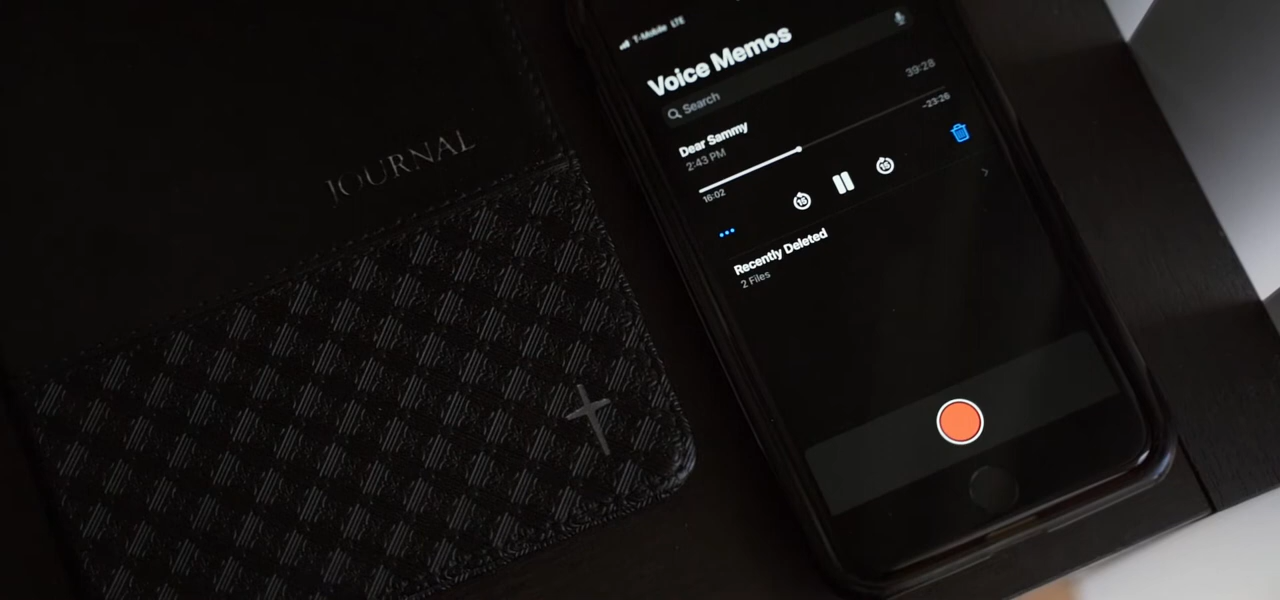 JOURNAL
T-Mobile LTE
Voice Memos
Search
39:28
Dear Sammy
2:43 PM
16:02
-23:26
15
15
Recently Deleted
2 Files